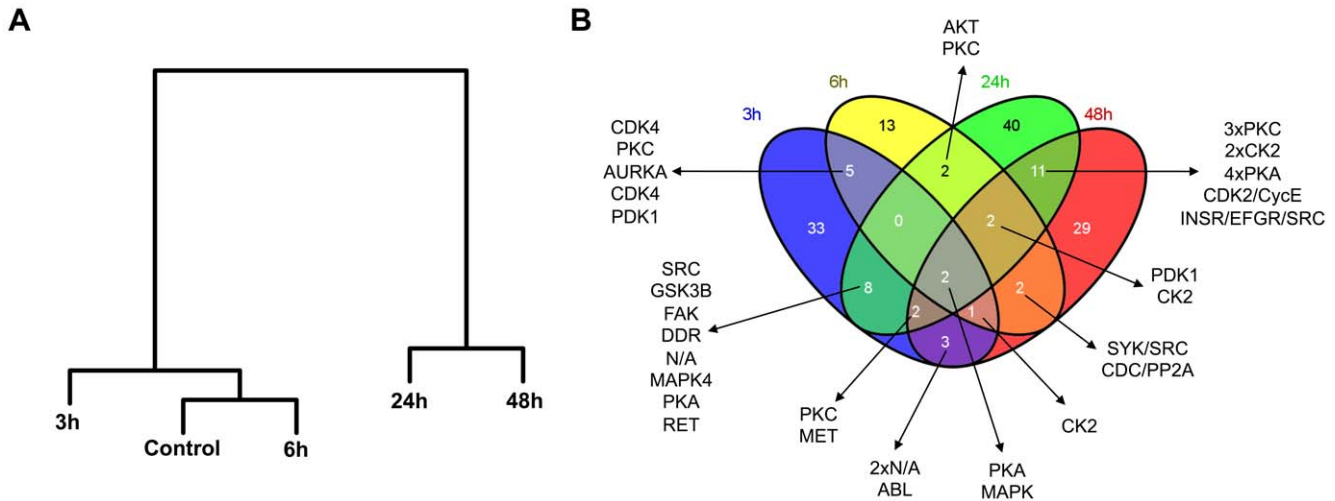 A
3h
Control
6h
24h
48h
B
AKT
PKC
3h
6h
24h
48h
CDK4
PKC
AURKA
CDK4
PDK1
13
40
5
2
11
33
0
2
29
8
2
2
2
1
3
3xPKC
2xCK2
4xPKA
CDK2/CycE
INSR/EFGR/SRC
SRC
GSK3B
FAK
DDR
N/A
MAPK4
PKA
RET
PDK1
CK2
SYK/SRC
CDC/PP2A
PKC
MET
2xN/A
ABL
PKA
MAPK
CK2